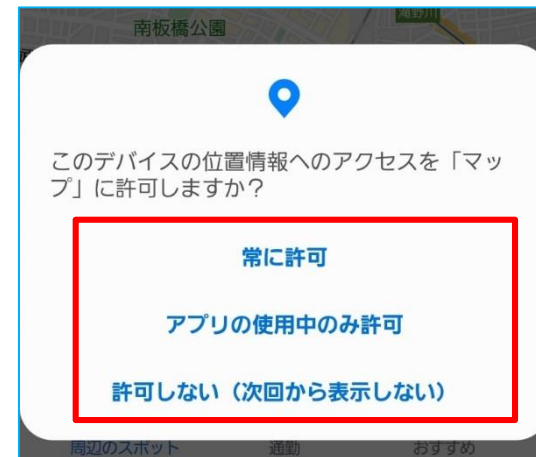 南板橋公園
滝野川
このデバイスの位置情報へのアクセスを「マッ
プ」に許可しますか？
常に許可
アプリの使用中のみ許可
許可しない（次回から表示しない）
周辺のスポット 通勤 おすすめ